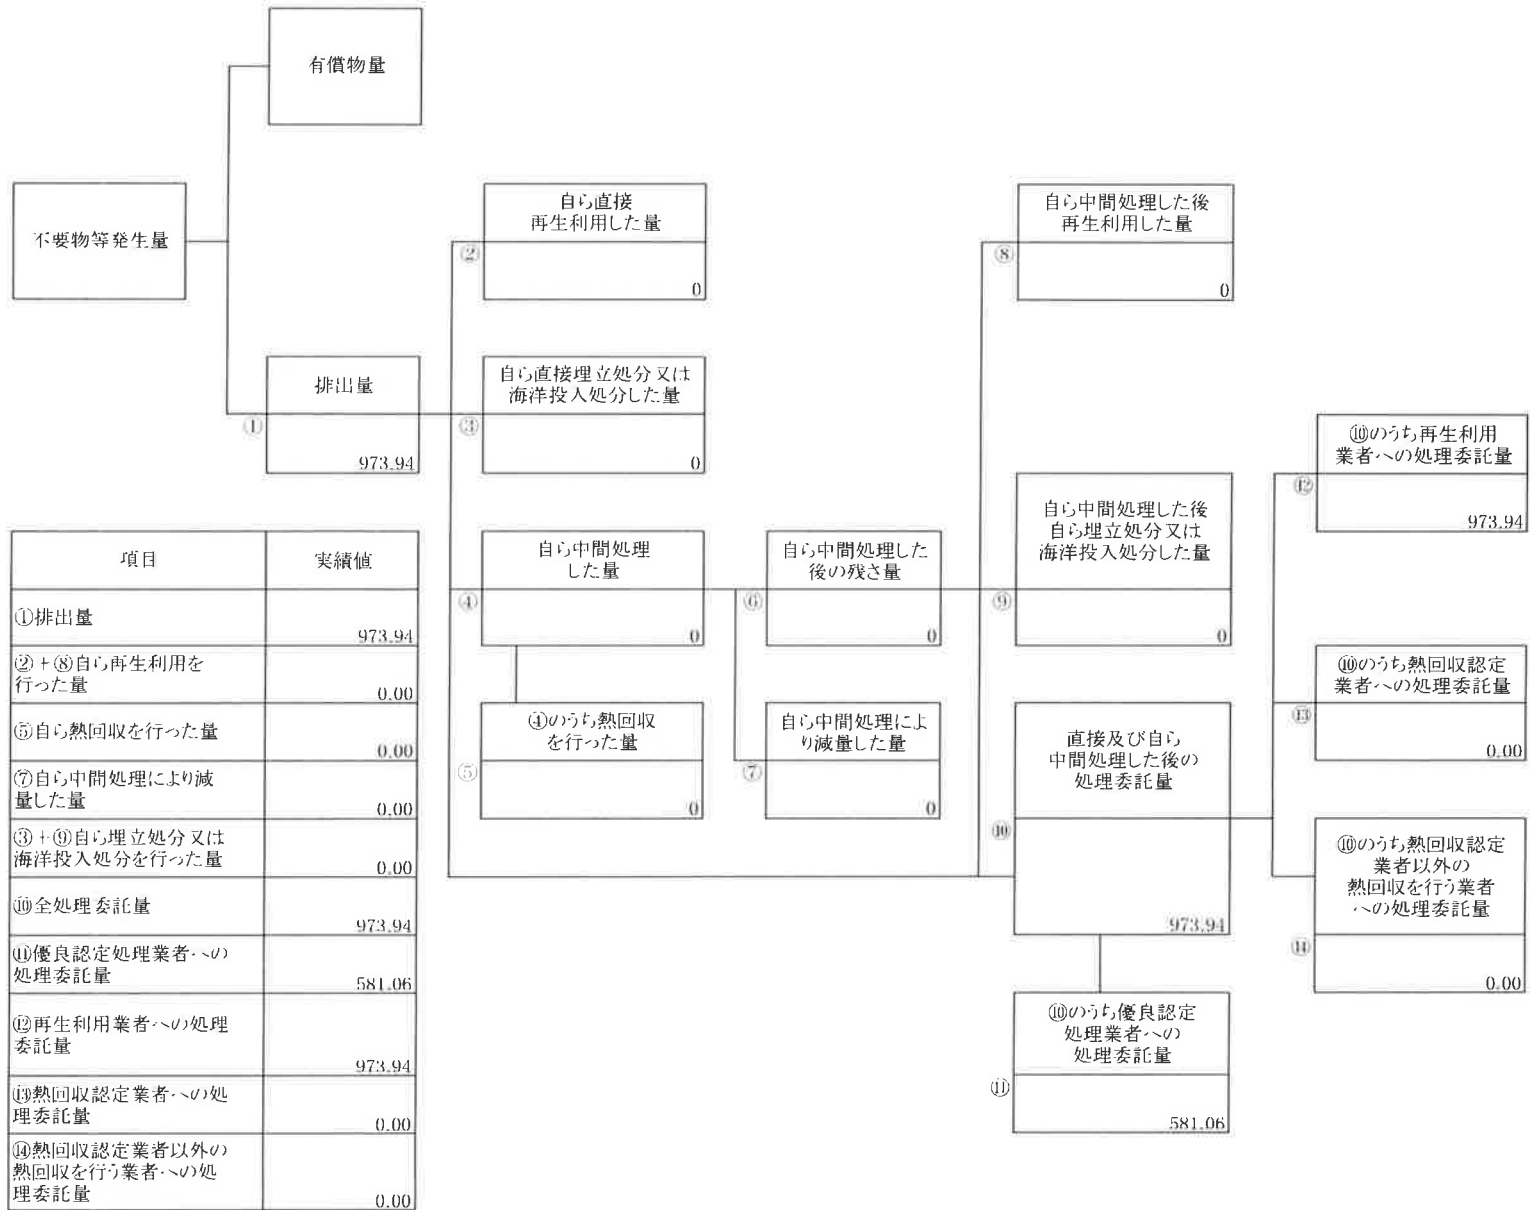 有償物量
不要物等発生量
自ら直接
再生利用した量
②
0
自ら中間処理した後
再生利用した量
⑧
0
排出量
①
973.94
自ら直接埋立処分又は
海洋投入処分した量
③
0
⑩のうち再生利用
業者への処理委託量
⑫
973.94
自ら中間処理
した量
④
0
自ら中間処理した
後の残さ量
⑥
0
自ら中間処理した後
自ら埋立処分又は
海洋投入処分した量
⑨
0
⑩のうち熱回収認定
業者への処理委託量
⑬
0.00
④のうち熱回収
を行った量
⑤
0
自ら中間処理によ
り減量した量
⑦
0
直接及び自ら
中間処理した後の
処理委託量
⑩
973.94
⑩のうち熱回収認定
業者以外の
熱回収を行う業者
への処理委託量
⑭
0.00
⑩のうち優良認定
処理業者への
処理委託量
⑪
581.06
項目 実績値
①排出量
973.94
②+⑧自ら再生利用を
行った量
0.00
⑤自ら熱回収を行った量
0.00
⑦自ら中間処理により減
量した量
0.00
③+⑨自ら埋立処分又は
海洋投入処分を行った量
0.00
⑩全処理委託量
973.94
⑪優良認定処理業者への
処理委託量
581.06
⑫再生利用業者への処理
委託量
973.94
⑬熱回収認定業者への処
理委託量
0.00
⑭熱回収認定業者以外の
熱回収を行う業者への処
理委託量
0.00